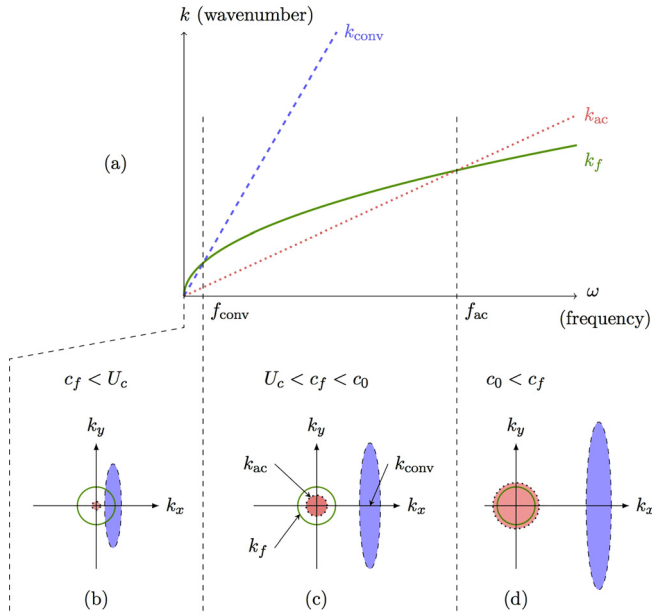 k (wavenumber)
k_conv
k_ac
(a)
k_f
ω
f_conv
f_ac
(frequency)
c_f < U_c
U_c < c_f < c_0
c_0 < c_f
k_y
k_y
k_y
k_ac
k_conv
k_x
k_x
k_x
k_f
(b)
(c)
(d)